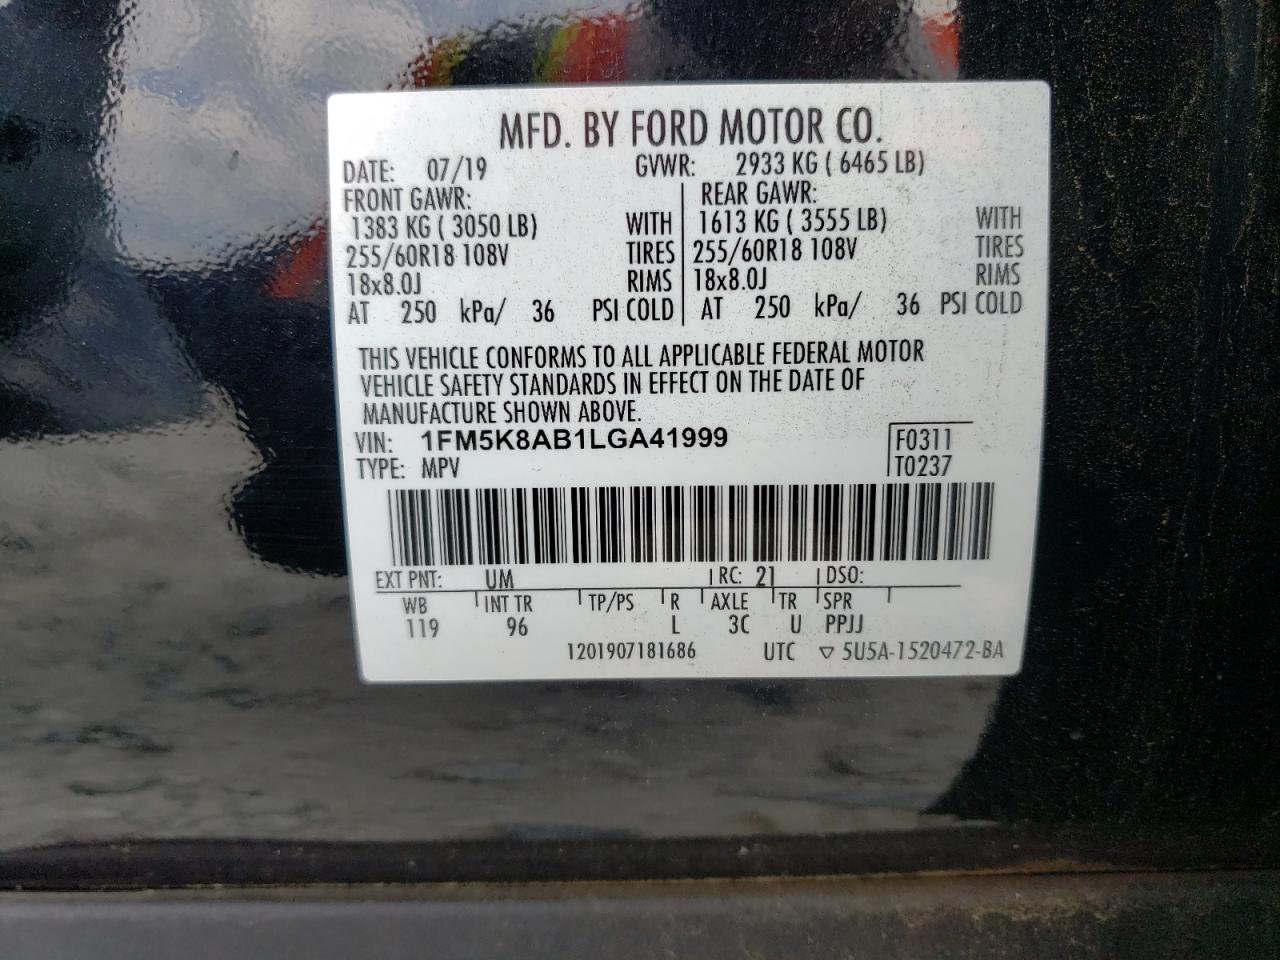 MFD. BY FORD MOTOR CO.
DATE: 07/19 GVWR: 2933 KG ( 6465 LB)
FRONT GAWR: REAR GAWR:
1383 KG ( 3050 LB) WITH 1613 KG ( 3555 LB) WITH
255/60R18 108V TIRES 255/60R18 108V TIRES
18x8.0J RIMS 18x8.0J RIMS
AT 250 kPa/ 36 PSI COLD AT 250 kPa/ 36 PSI COLD
THIS VEHICLE CONFORMS TO ALL APPLICABLE FEDERAL MOTOR
VEHICLE SAFETY STANDARDS IN EFFECT ON THE DATE OF
MANUFACTURE SHOWN ABOVE.
VIN: 1FM5K8AB1LGA41999 F0311
TYPE: MPV T0237
EXT PNT: UM RC: 21 DSO:
WB INT TR TP/PS R AXLE TR SPR
119 96 L 3C U PPJJ
1201907181686 UTC ▽ 5U5A-1520472-BA